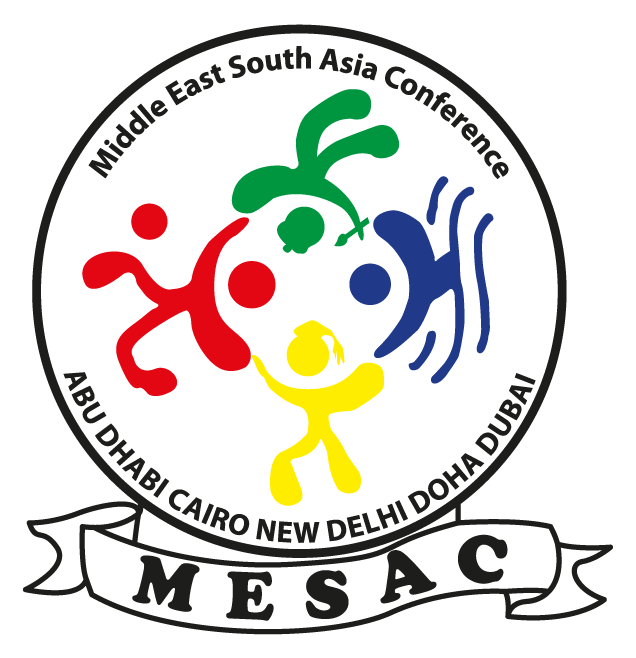 Middle East South Asia Conference
ABU DHABI CAIRO NEW DELHI DOHA DUBAI
MESAC